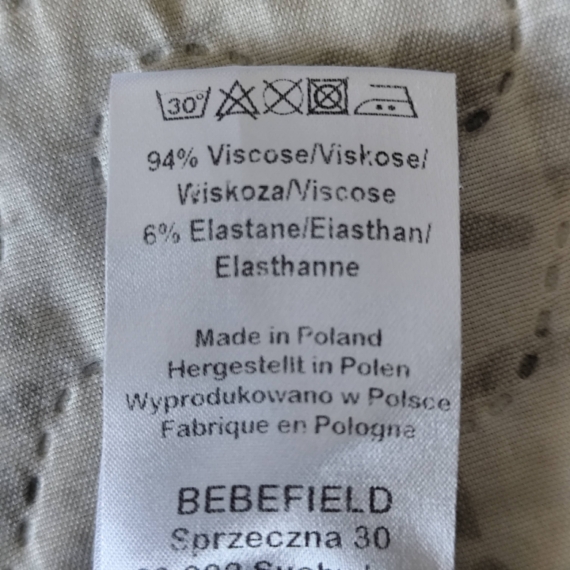 30°
94% Viscose/Viskose/
Wiskoza/Viscose
6% Elastane/Elasthan/
Elasthanne
Made in Poland
Hergestellt in Polen
Wyprodukowano w Polsce
Fabrique en Pologne
BEBEFIELD
Sprzeczna 30